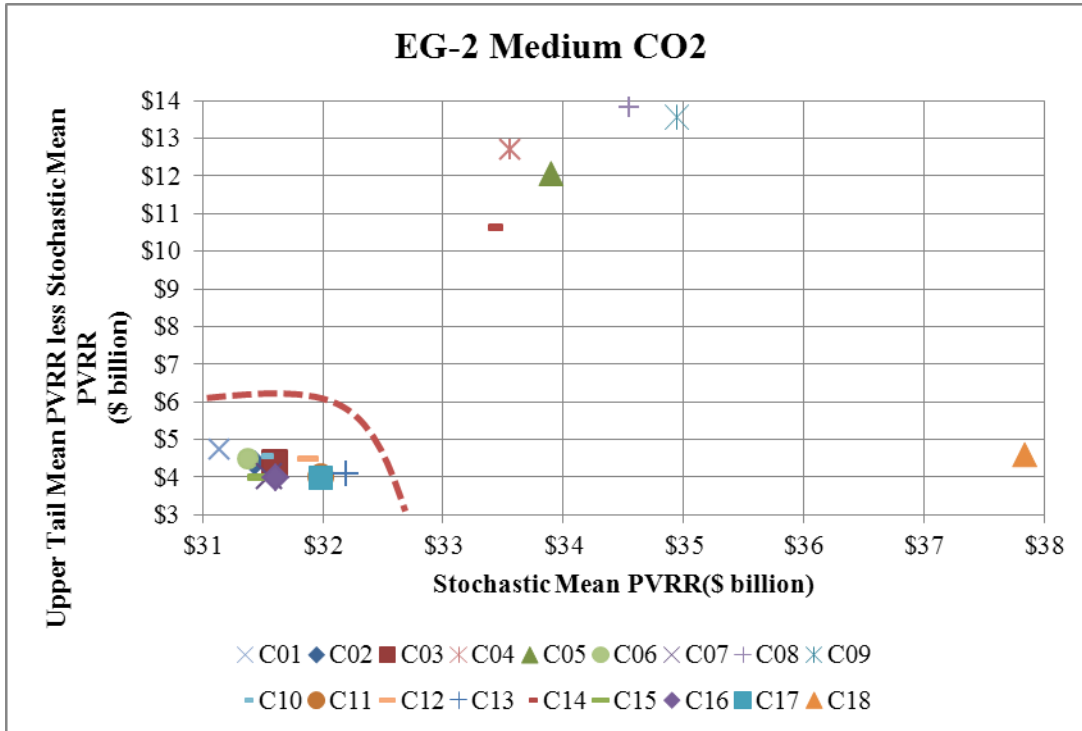 EG-2 Medium CO2
Upper Tail Mean PVRR less Stochastic Mean
PVRR
($ billion)
$14
$13
$12
$11
$10
$9
$8
$7
$6
$5
$4
$3
$31 $32 $33 $34 $35 $36 $37 $38
Stochastic Mean PVRR($ billion)
C01 C02 C03 C04 C05 C06 C07 C08 C09
C10 C11 C12 C13 C14 C15 C16 C17 C18